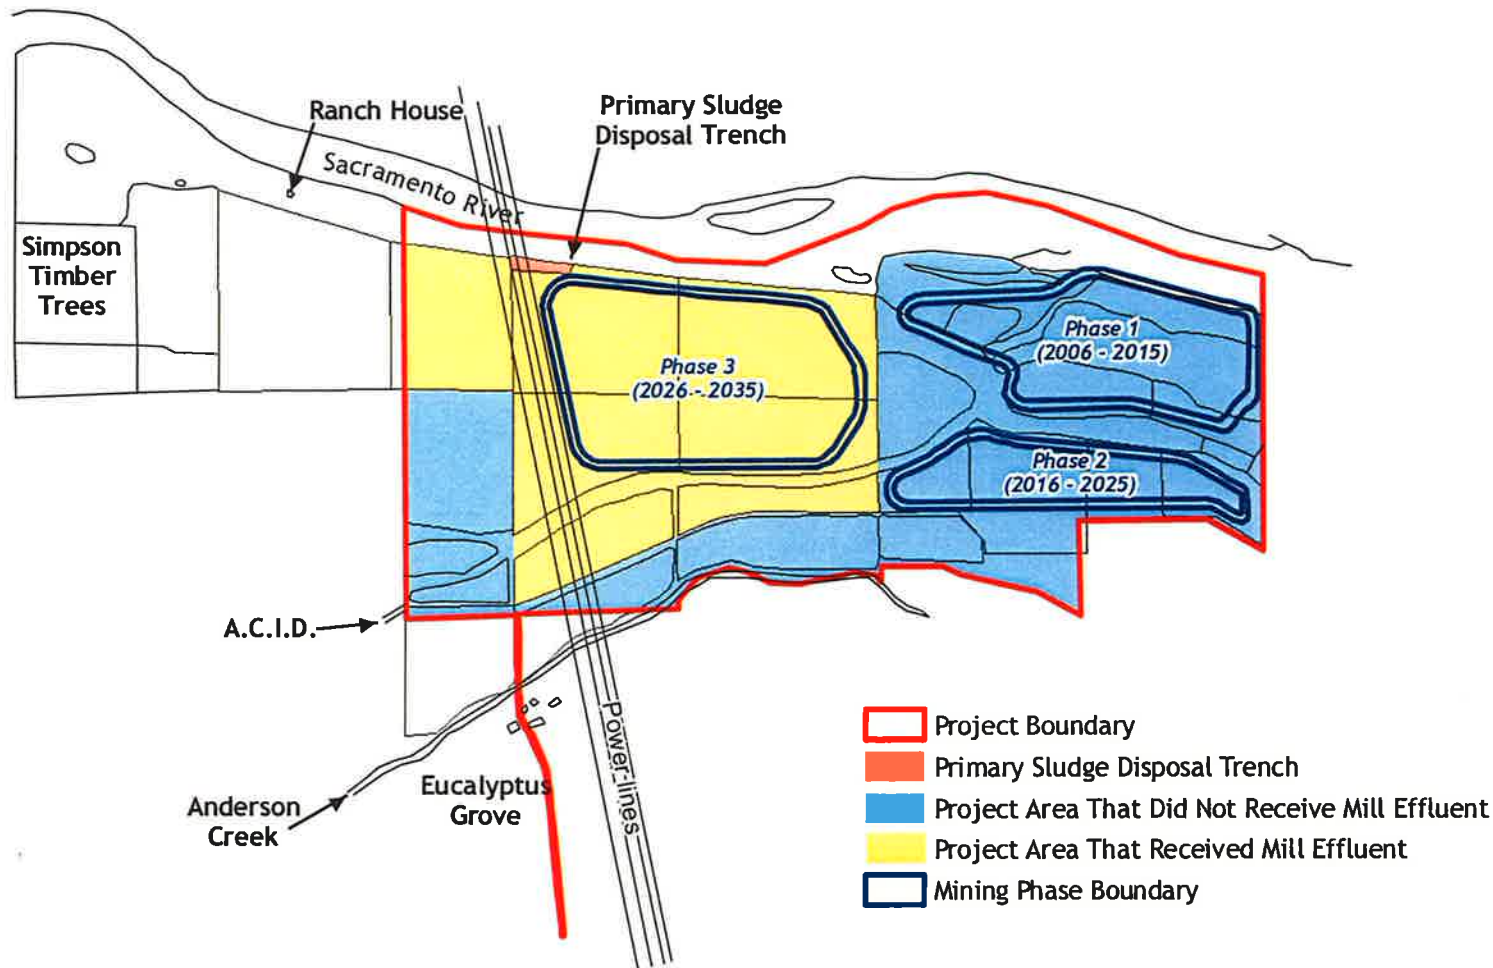 Ranch House
Primary Sludge
Disposal Trench
Sacramento River
Simpson
Timber
Trees
Phase 1
(2006 - 2015)
Phase 3
(2026 - 2035)
Phase 2
(2016 - 2025)
A.C.I.D.
Power-lines
Eucalyptus
Grove
Anderson
Creek
Project Boundary
Primary Sludge Disposal Trench
Project Area That Did Not Receive Mill Effluent
Project Area That Received Mill Effluent
Mining Phase Boundary